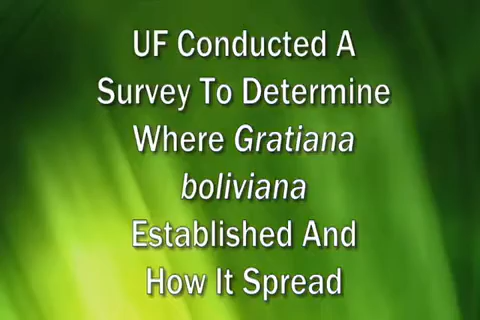 UF Conducted A
Survey To Determine
Where Gratiana
boliviana
Established And
How It Spread